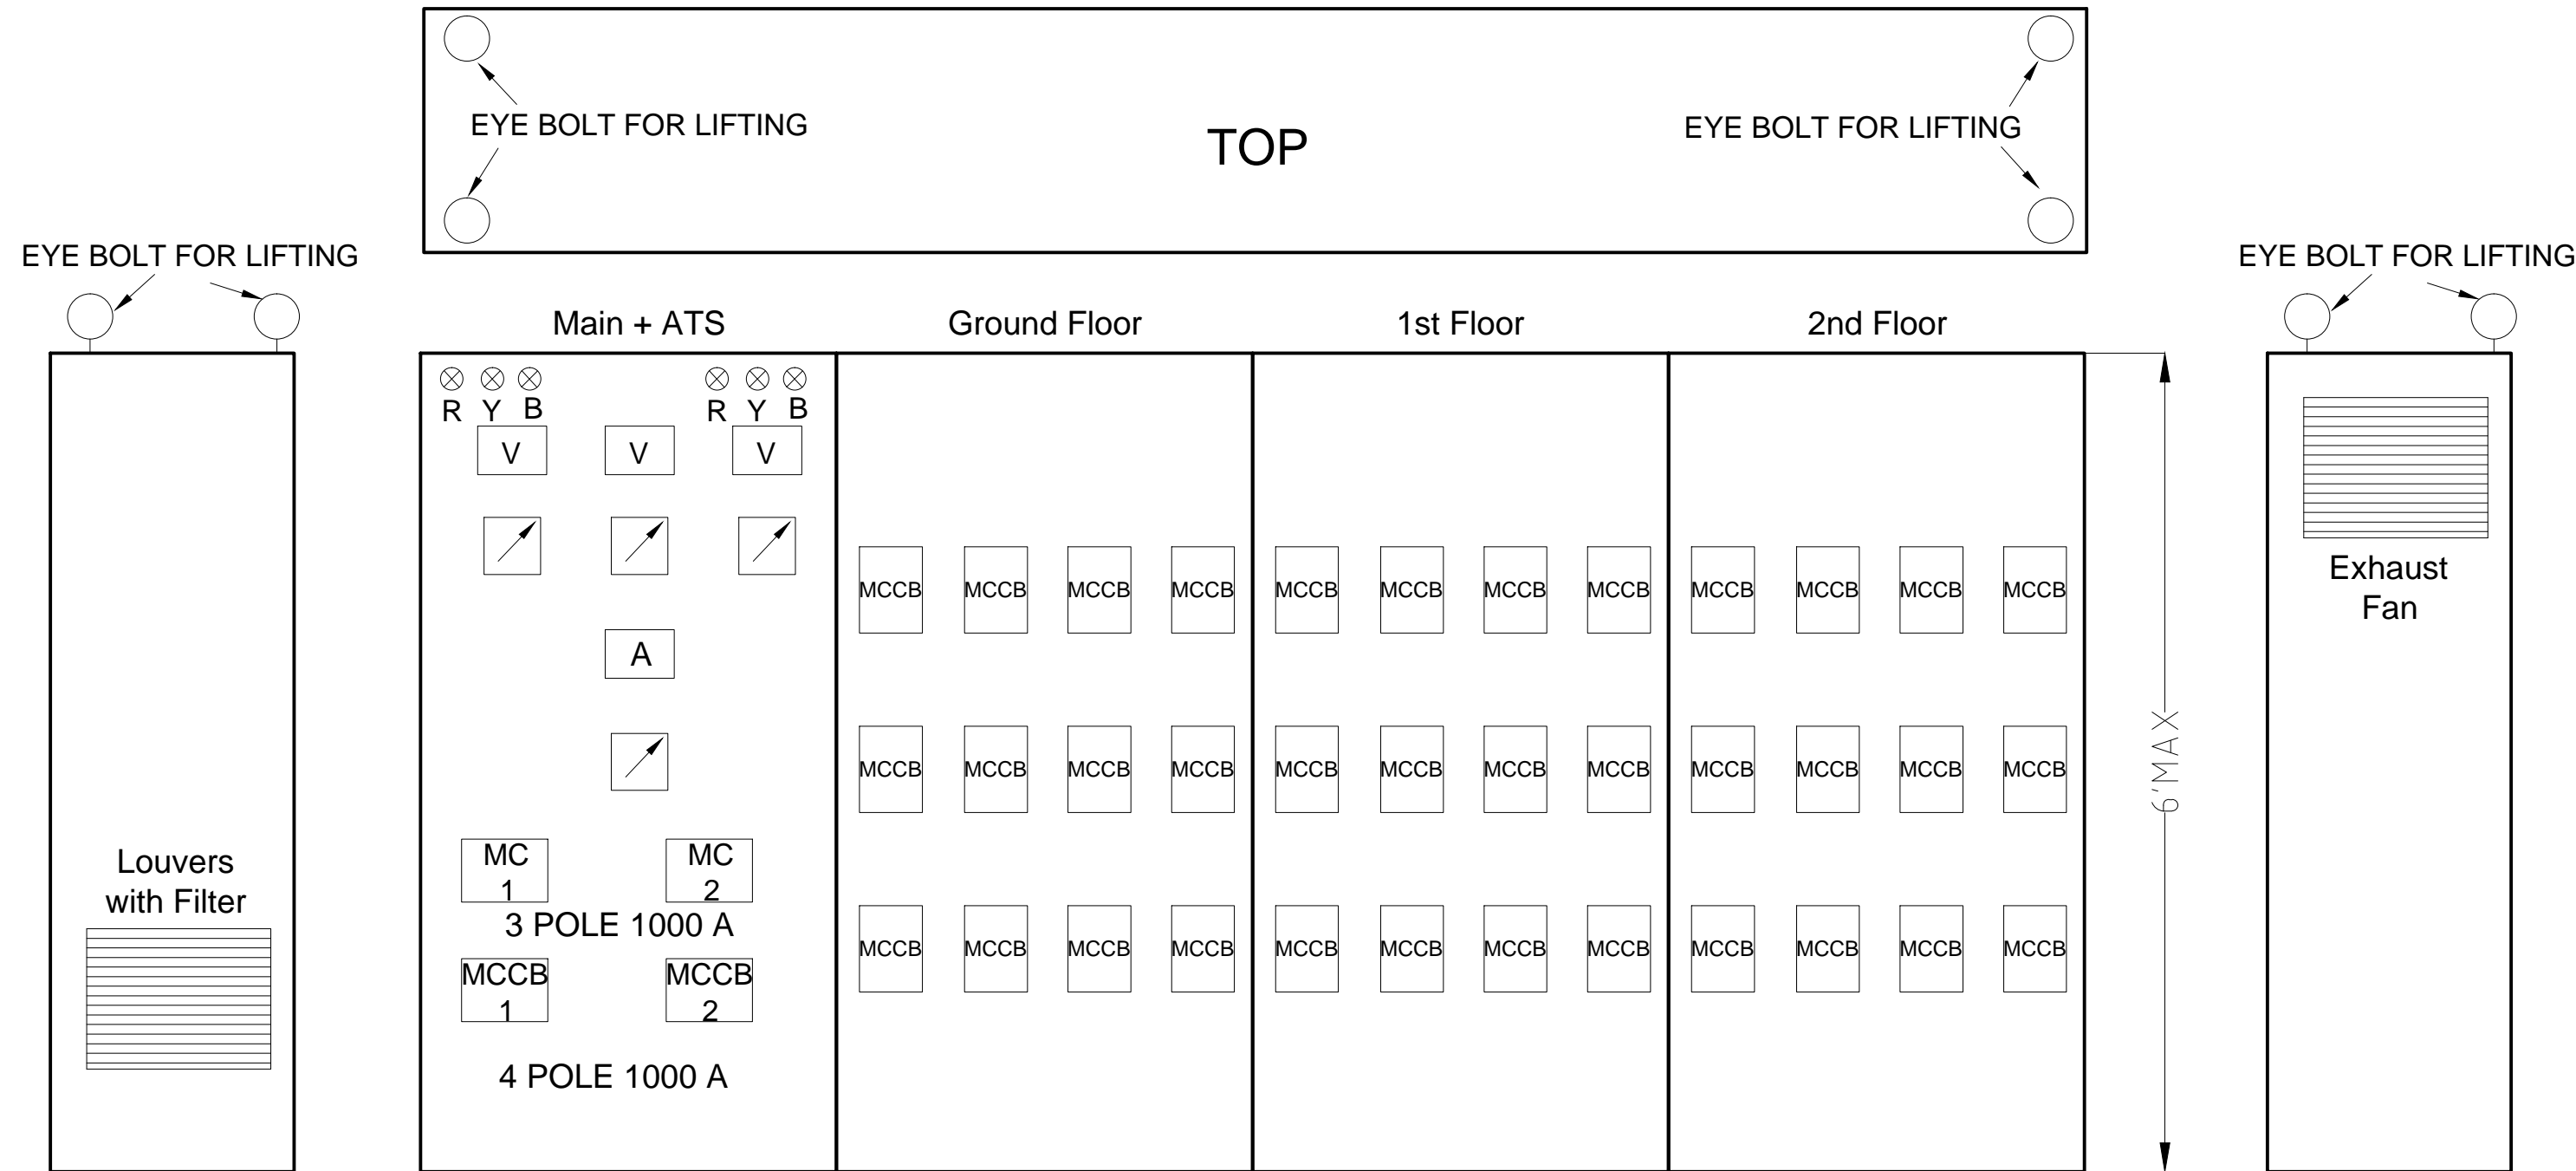 EYE BOLT FOR LIFTING
TOP
EYE BOLT FOR LIFTING
EYE BOLT FOR LIFTING
EYE BOLT FOR LIFTING
Main + ATS
Ground Floor
1st Floor
2nd Floor
R Y B
R Y B
V
V
V
A
MC
1
MC
2
3 POLE 1000 A
MCCB
1
MCCB
2
4 POLE 1000 A
MCCB MCCB MCCB MCCB MCCB MCCB MCCB MCCB MCCB MCCB MCCB MCCB
MCCB MCCB MCCB MCCB MCCB MCCB MCCB MCCB MCCB MCCB MCCB MCCB
MCCB MCCB MCCB MCCB MCCB MCCB MCCB MCCB MCCB MCCB MCCB MCCB
6'MAX
Louvers
with Filter
Exhaust
Fan